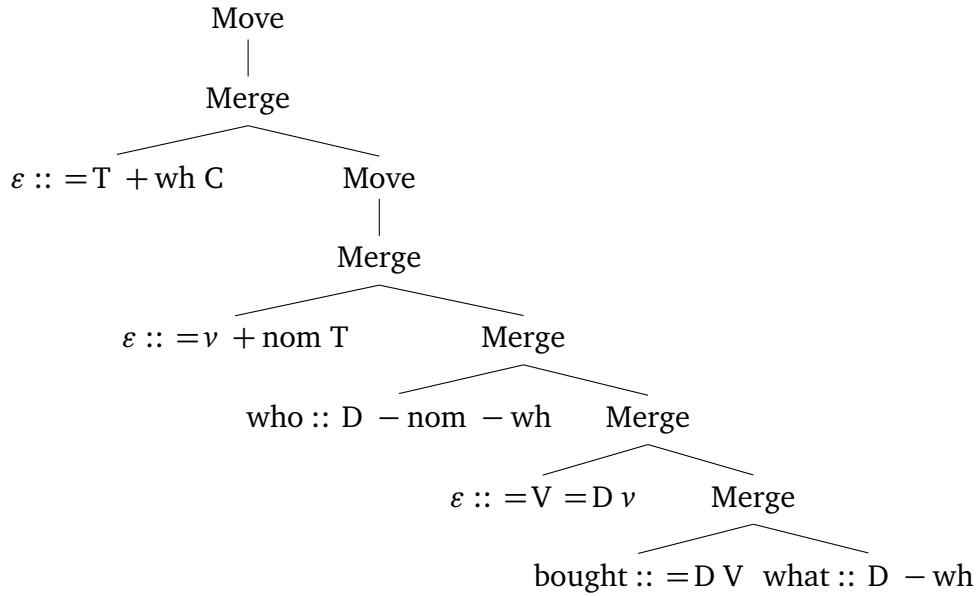 Move
Merge
ε :: =T +wh C Move
Merge
ε :: =v +nom T Merge
who :: D −nom −wh Merge
ε :: =V =D v Merge
bought :: =D V what :: D −wh